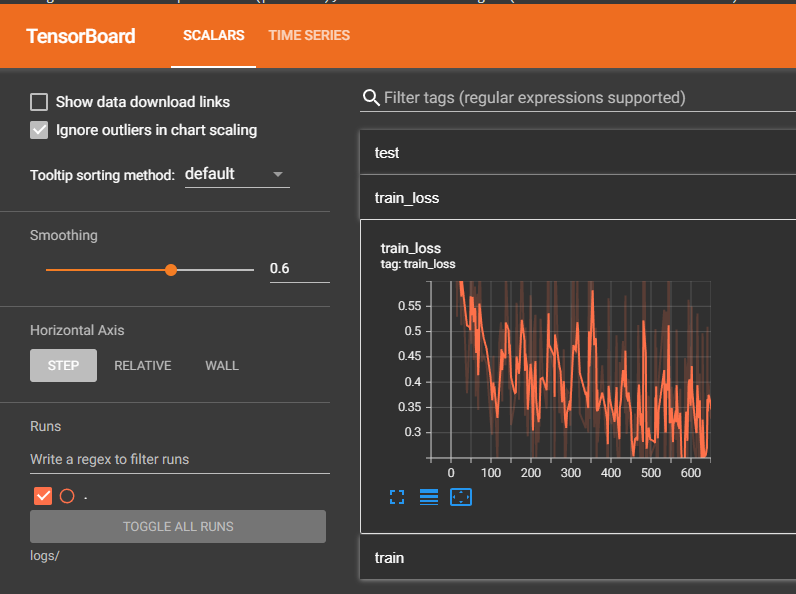 TensorBoard SCALARS TIME SERIES
Show data download links
Ignore outliers in chart scaling
Tooltip sorting method: default
Smoothing
0.6
Horizontal Axis
STEP RELATIVE WALL
Runs
Write a regex to filter runs
.
TOGGLE ALL RUNS
logs/
Filter tags (regular expressions supported)
test
train_loss
train_loss
tag: train_loss
0.55
0.5
0.45
0.4
0.35
0.3
0 100 200 300 400 500 600
train